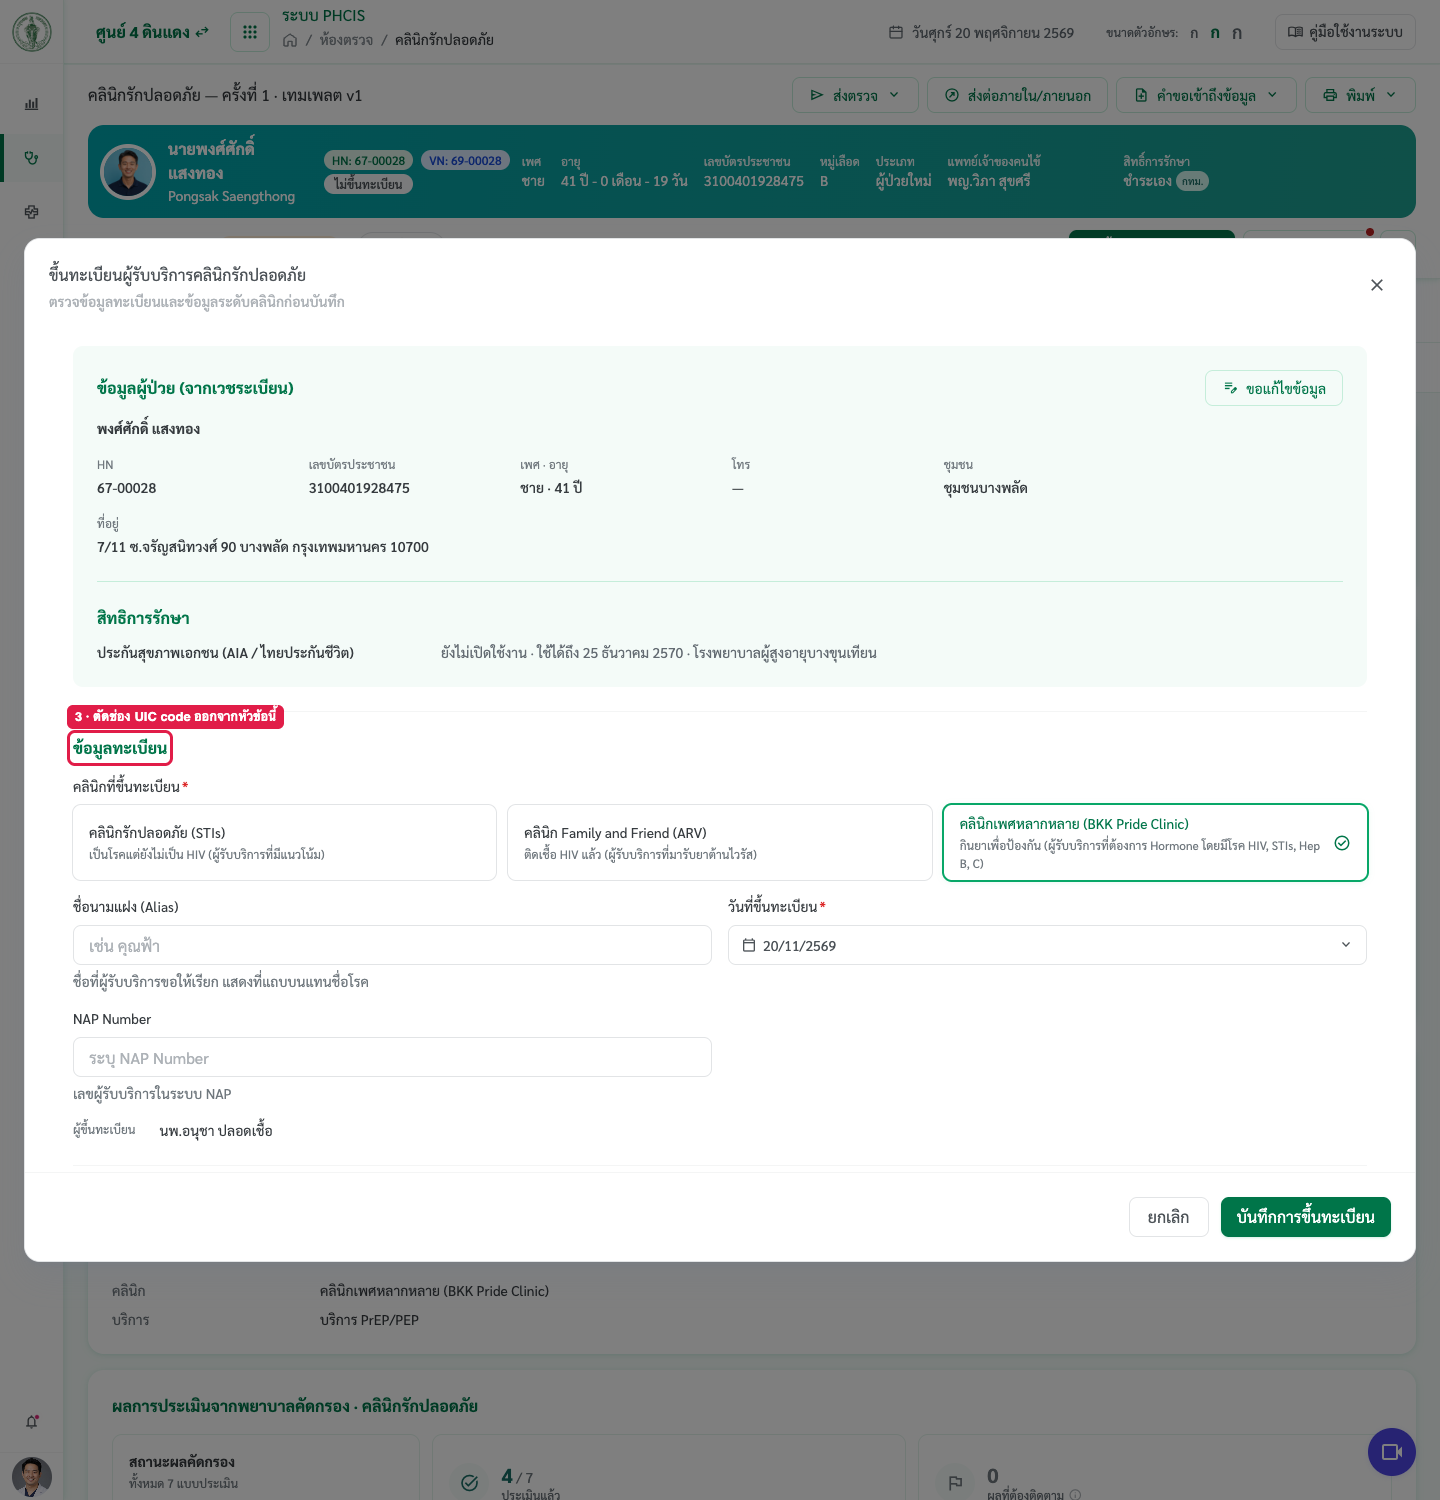 ศูนย์ 4 ดินแดง
ระบบ PHCIS
/ ห้องตรวจ / คลินิกรักปลอดภัย
วันศุกร์ 20 พฤศจิกายน 2569
ขนาดตัวอักษร: ก ก ก
คู่มือใช้งานระบบ
คลินิกรักปลอดภัย — ครั้งที่ 1 · เทมเพลต v1
ส่งตรวจ
ส่งต่อภายใน/ภายนอก
คำขอเข้าถึงข้อมูล
พิมพ์
นายพงศ์ศักดิ์
แสงทอง
Pongsak Saengthong
HN: 67-00028
VN: 69-00028
ไม่ขึ้นทะเบียน
เพศ
ชาย
อายุ
41 ปี - 0 เดือน - 19 วัน
เลขบัตรประชาชน
3100401928475
หมู่เลือด
B
ประเภท
ผู้ป่วยใหม่
แพทย์เจ้าของคนไข้
พญ.วิภา สุขศรี
สิทธิ์การรักษา
ชำระเอง กทม.
ขึ้นทะเบียนผู้รับบริการคลินิกรักปลอดภัย
ตรวจข้อมูลทะเบียนและข้อมูลระดับคลินิกก่อนบันทึก
ข้อมูลผู้ป่วย (จากเวชระเบียน)
ขอแก้ไขข้อมูล
พงศ์ศักดิ์ แสงทอง
HN
67-00028
เลขบัตรประชาชน
3100401928475
เพศ · อายุ
ชาย · 41 ปี
โทร
—
ชุมชน
ชุมชนบางพลัด
ที่อยู่
7/11 ซ.จรัญสนิทวงศ์ 90 บางพลัด กรุงเทพมหานคร 10700
สิทธิการรักษา
ประกันสุขภาพเอกชน (AIA / ไทยประกันชีวิต)
ยังไม่เปิดใช้งาน · ใช้ได้ถึง 25 ธันวาคม 2570 · โรงพยาบาลผู้สูงอายุบางขุนเทียน
3 · ตัดช่อง UIC code ออกจากหัวข้อนี้
ข้อมูลทะเบียน
คลินิกที่ขึ้นทะเบียน *
คลินิกรักปลอดภัย (STIs)
เป็นโรคแต่ยังไม่เป็น HIV (ผู้รับบริการที่มีแนวโน้ม)
คลินิก Family and Friend (ARV)
ติดเชื้อ HIV แล้ว (ผู้รับบริการที่มารับยาต้านไวรัส)
คลินิกเพศหลากหลาย (BKK Pride Clinic)
กินยาเพื่อป้องกัน (ผู้รับบริการที่ต้องการ Hormone โดยมีโรค HIV, STIs, Hep
B, C)
ชื่อนามแฝง (Alias)
เช่น คุณฟ้า
ชื่อที่ผู้รับบริการขอให้เรียก แสดงที่แถบบนแทนชื่อโรค
วันที่ขึ้นทะเบียน *
20/11/2569
NAP Number
ระบุ NAP Number
เลขผู้รับบริการในระบบ NAP
ผู้ขึ้นทะเบียน นพ.อนุชา ปลอดเชื้อ
ยกเลิก
บันทึกการขึ้นทะเบียน
คลินิก คลินิกเพศหลากหลาย (BKK Pride Clinic)
บริการ บริการ PrEP/PEP
ผลการประเมินจากพยาบาลคัดกรอง · คลินิกรักปลอดภัย
สถานะผลคัดกรอง
ทั้งหมด 7 แบบประเมิน
4 / 7
ประเมินแล้ว
0
ผลที่ต้องติดตาม